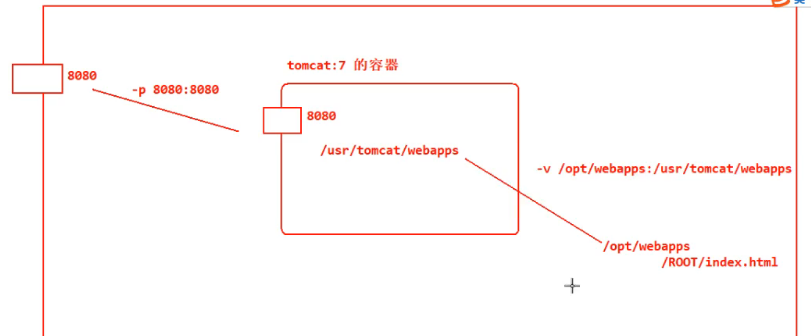 tomcat:7 的容器
8080
-p 8080:8080
8080
/usr/tomcat/webapps
-v /opt/webapps:/usr/tomcat/webapps
/opt/webapps
/ROOT/index.html